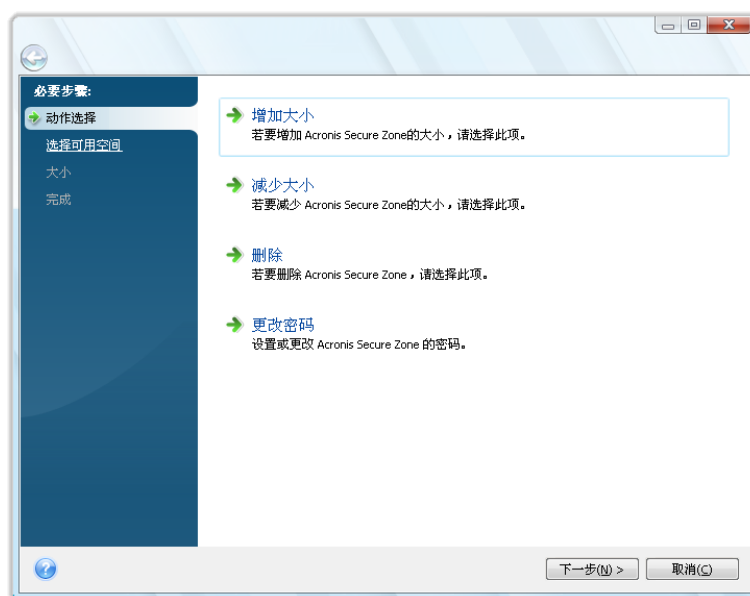 必要步骤:
动作选择
选择可用空间
大小
完成
增加大小
若要增加 Acronis Secure Zone的大小，请选择此项。
减少大小
若要减少 Acronis Secure Zone的大小，请选择此项。
删除
若要删除 Acronis Secure Zone，请选择此项。
更改密码
设置或更改 Acronis Secure Zone 的密码。
下一步(N) >
取消(C)